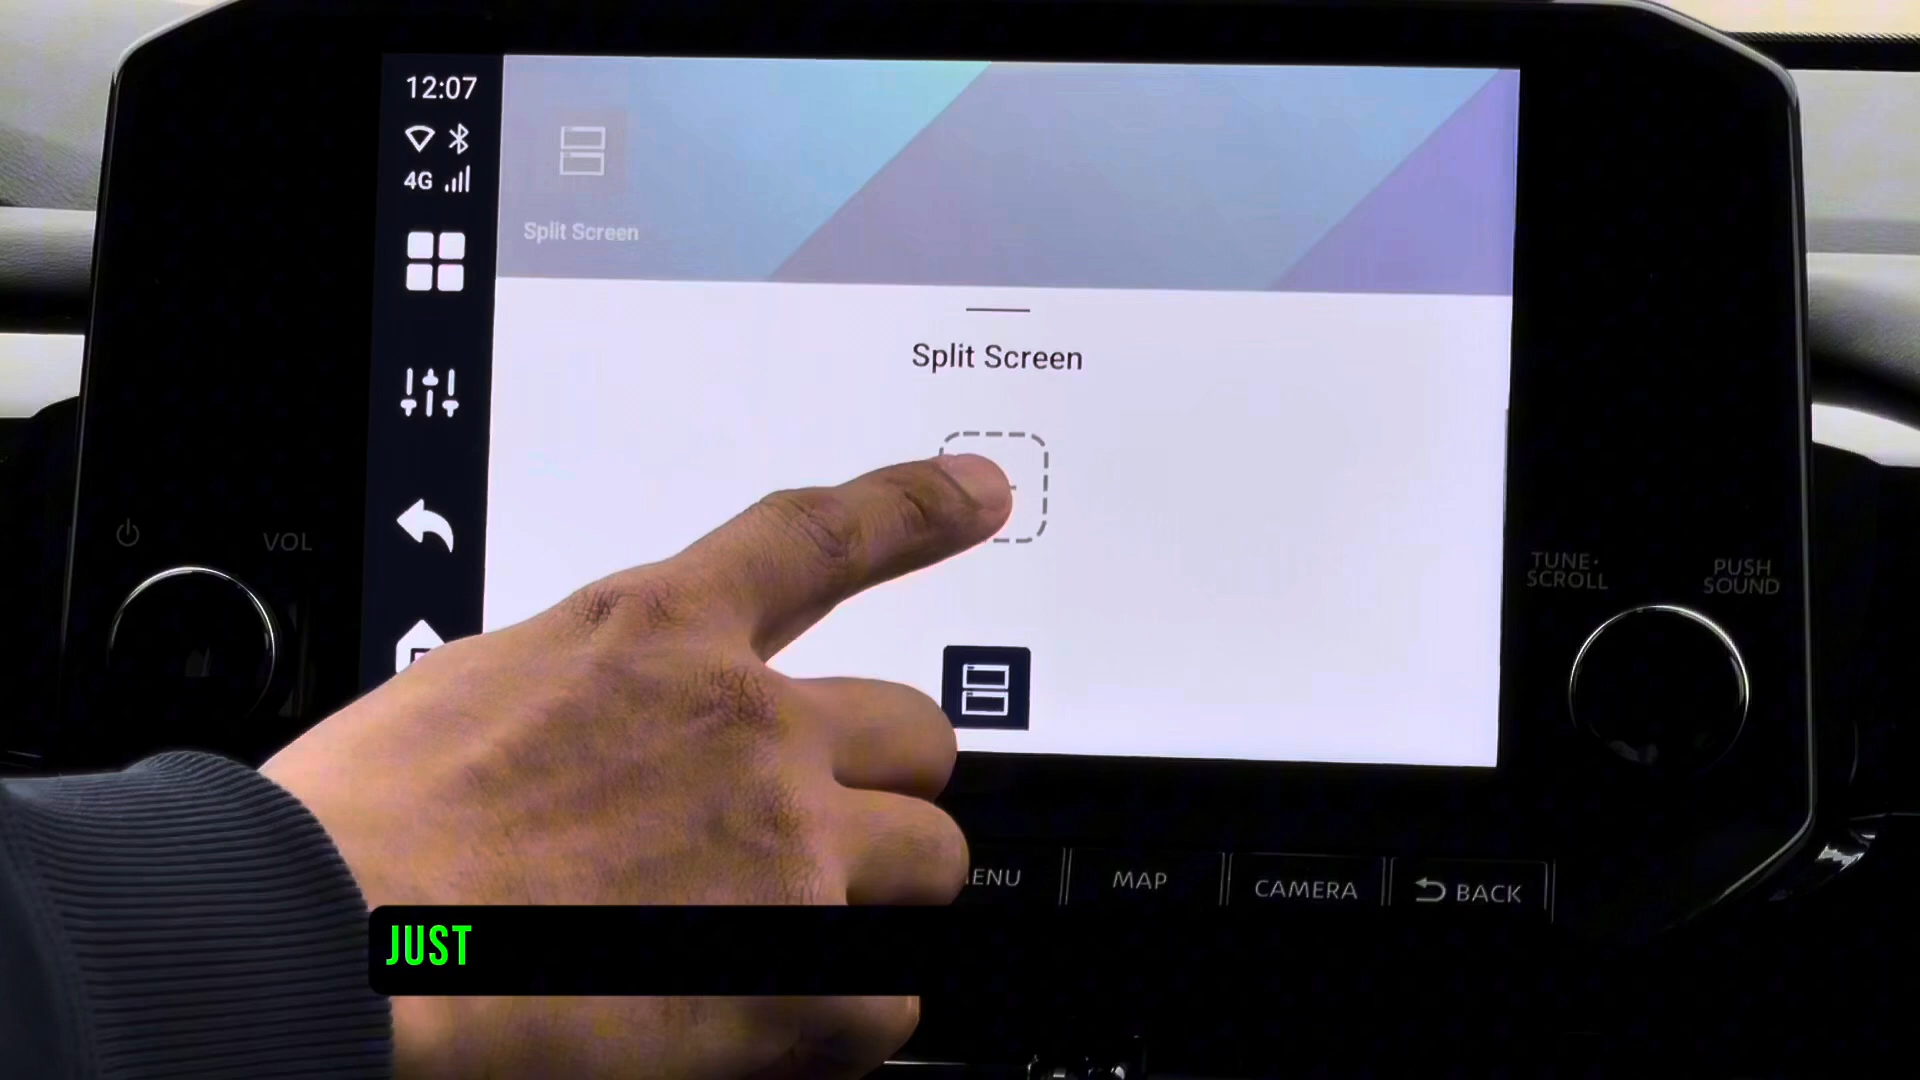 12:07
4G
Split Screen
Split Screen
VOL
TUNE·
SCROLL
PUSH
SOUND
ENU
MAP
CAMERA
BACK
JUST